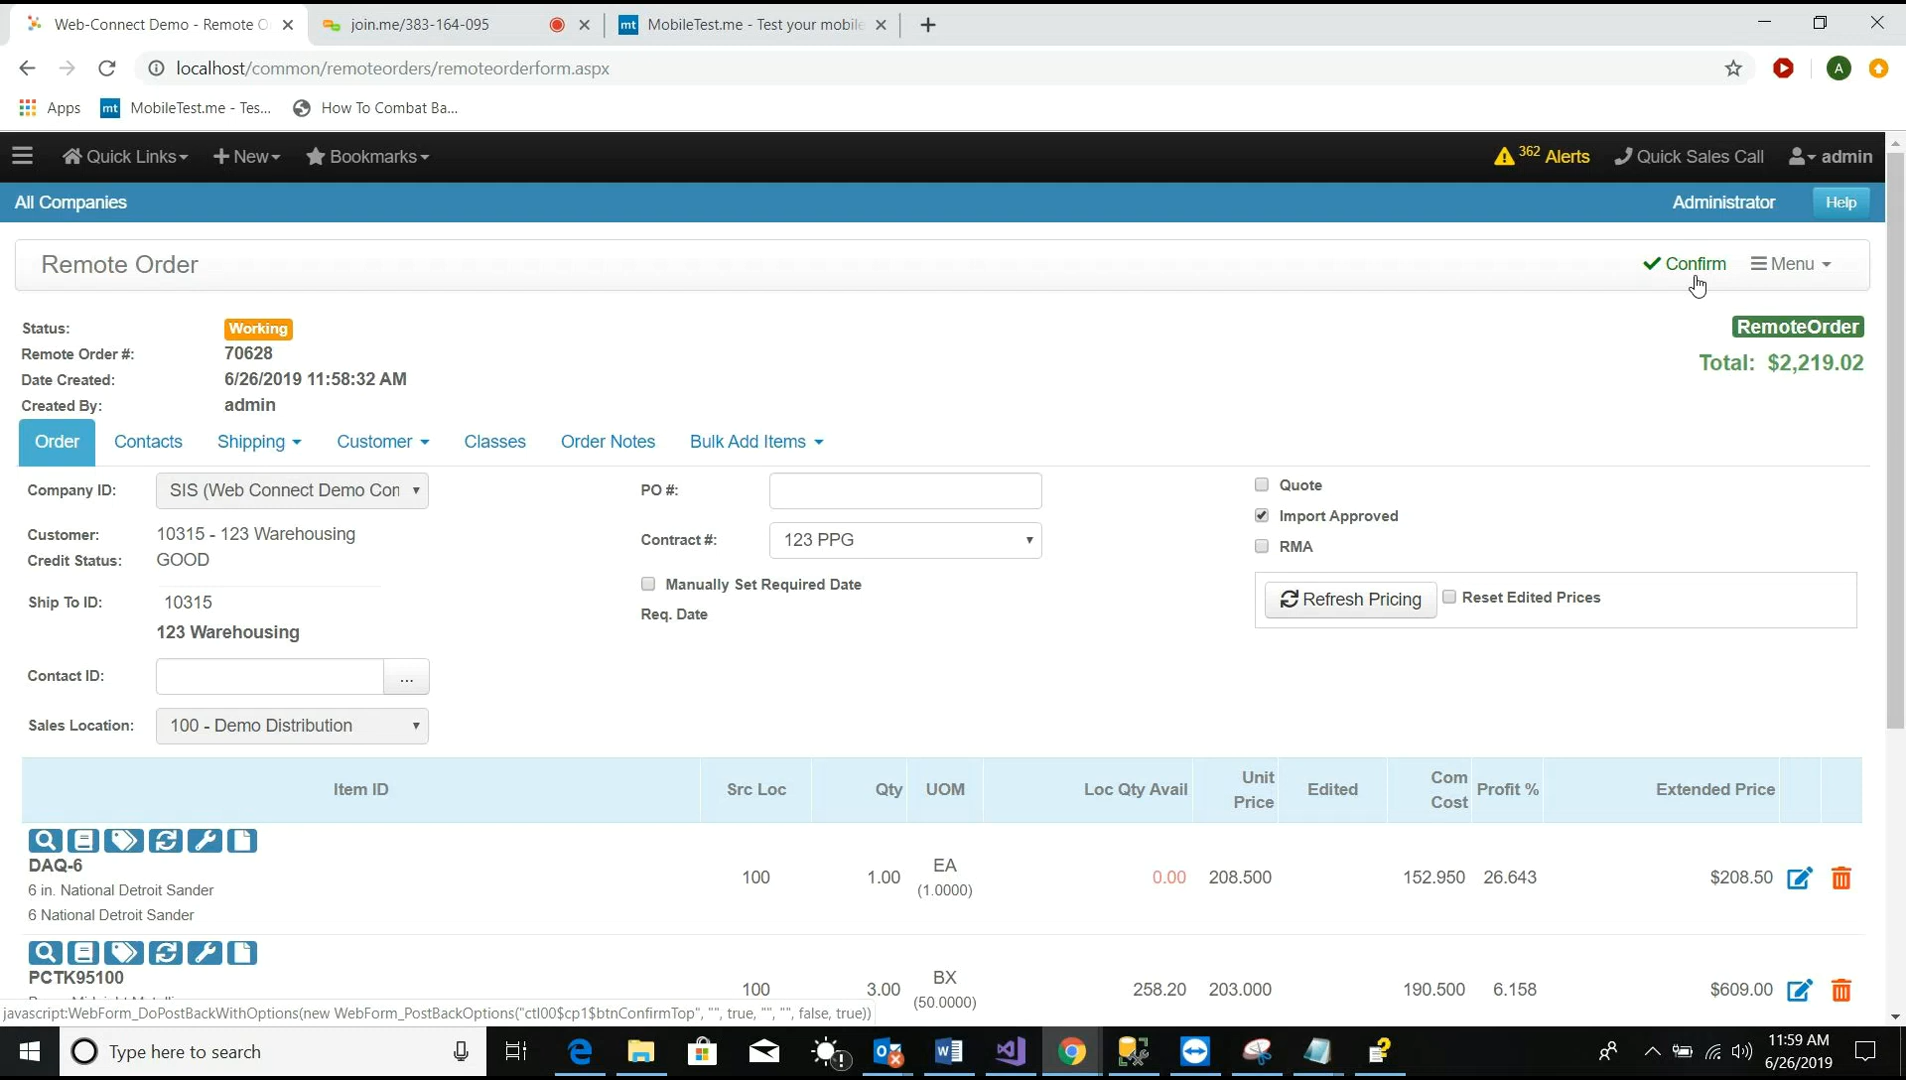 Web-Connect Demo - Remote O
join.me/383-164-095
mt MobileTest.me - Test your mobile
localhost/common/remoteorders/remoteorderform.aspx
A
Apps
mt MobileTest.me - Tes...
How To Combat Ba...
Quick Links
New
Bookmarks
362 Alerts
Quick Sales Call
admin
All Companies
Administrator
Help
Remote Order
Confirm
Menu
Status: Working
Remote Order #: 70628
Date Created: 6/26/2019 11:58:32 AM
Created By: admin
RemoteOrder
Total: $2,219.02
Order Contacts Shipping Customer Classes Order Notes Bulk Add Items
Company ID: SIS (Web Connect Demo Con
Customer: 10315 - 123 Warehousing
Credit Status: GOOD
Ship To ID: 10315
123 Warehousing
Contact ID: ...
Sales Location: 100 - Demo Distribution
PO #:
Contract #: 123 PPG
Manually Set Required Date
Req. Date
Quote
Import Approved
RMA
Refresh Pricing Reset Edited Prices
Item ID Src Loc Qty UOM Loc Qty Avail Unit Price Edited Com Cost Profit % Extended Price
DAQ-6
6 in. National Detroit Sander
6 National Detroit Sander
100 1.00 EA (1.0000) 0.00 208.500 152.950 26.643 $208.50
PCTK95100
100 3.00 BX (50.0000) 258.20 203.000 190.500 6.158 $609.00
javascript:WebForm_DoPostBackWithOptions(new WebForm_PostBackOptions("ctl00$cp1$btnConfirmTop", "", true, "", "", false, true))
Type here to search
11:59 AM
6/26/2019